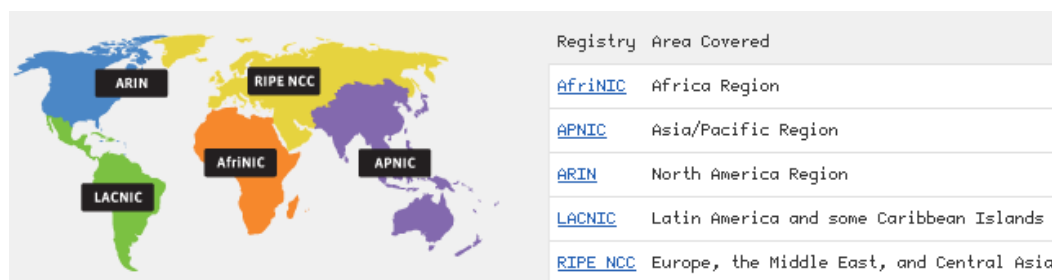 ARIN
RIPE NCC
AfriNIC
APNIC
LACNIC
Registry Area Covered
AfriNIC Africa Region
APNIC Asia/Pacific Region
ARIN North America Region
LACNIC Latin America and some Caribbean Islands
RIPE NCC Europe, the Middle East, and Central Asia